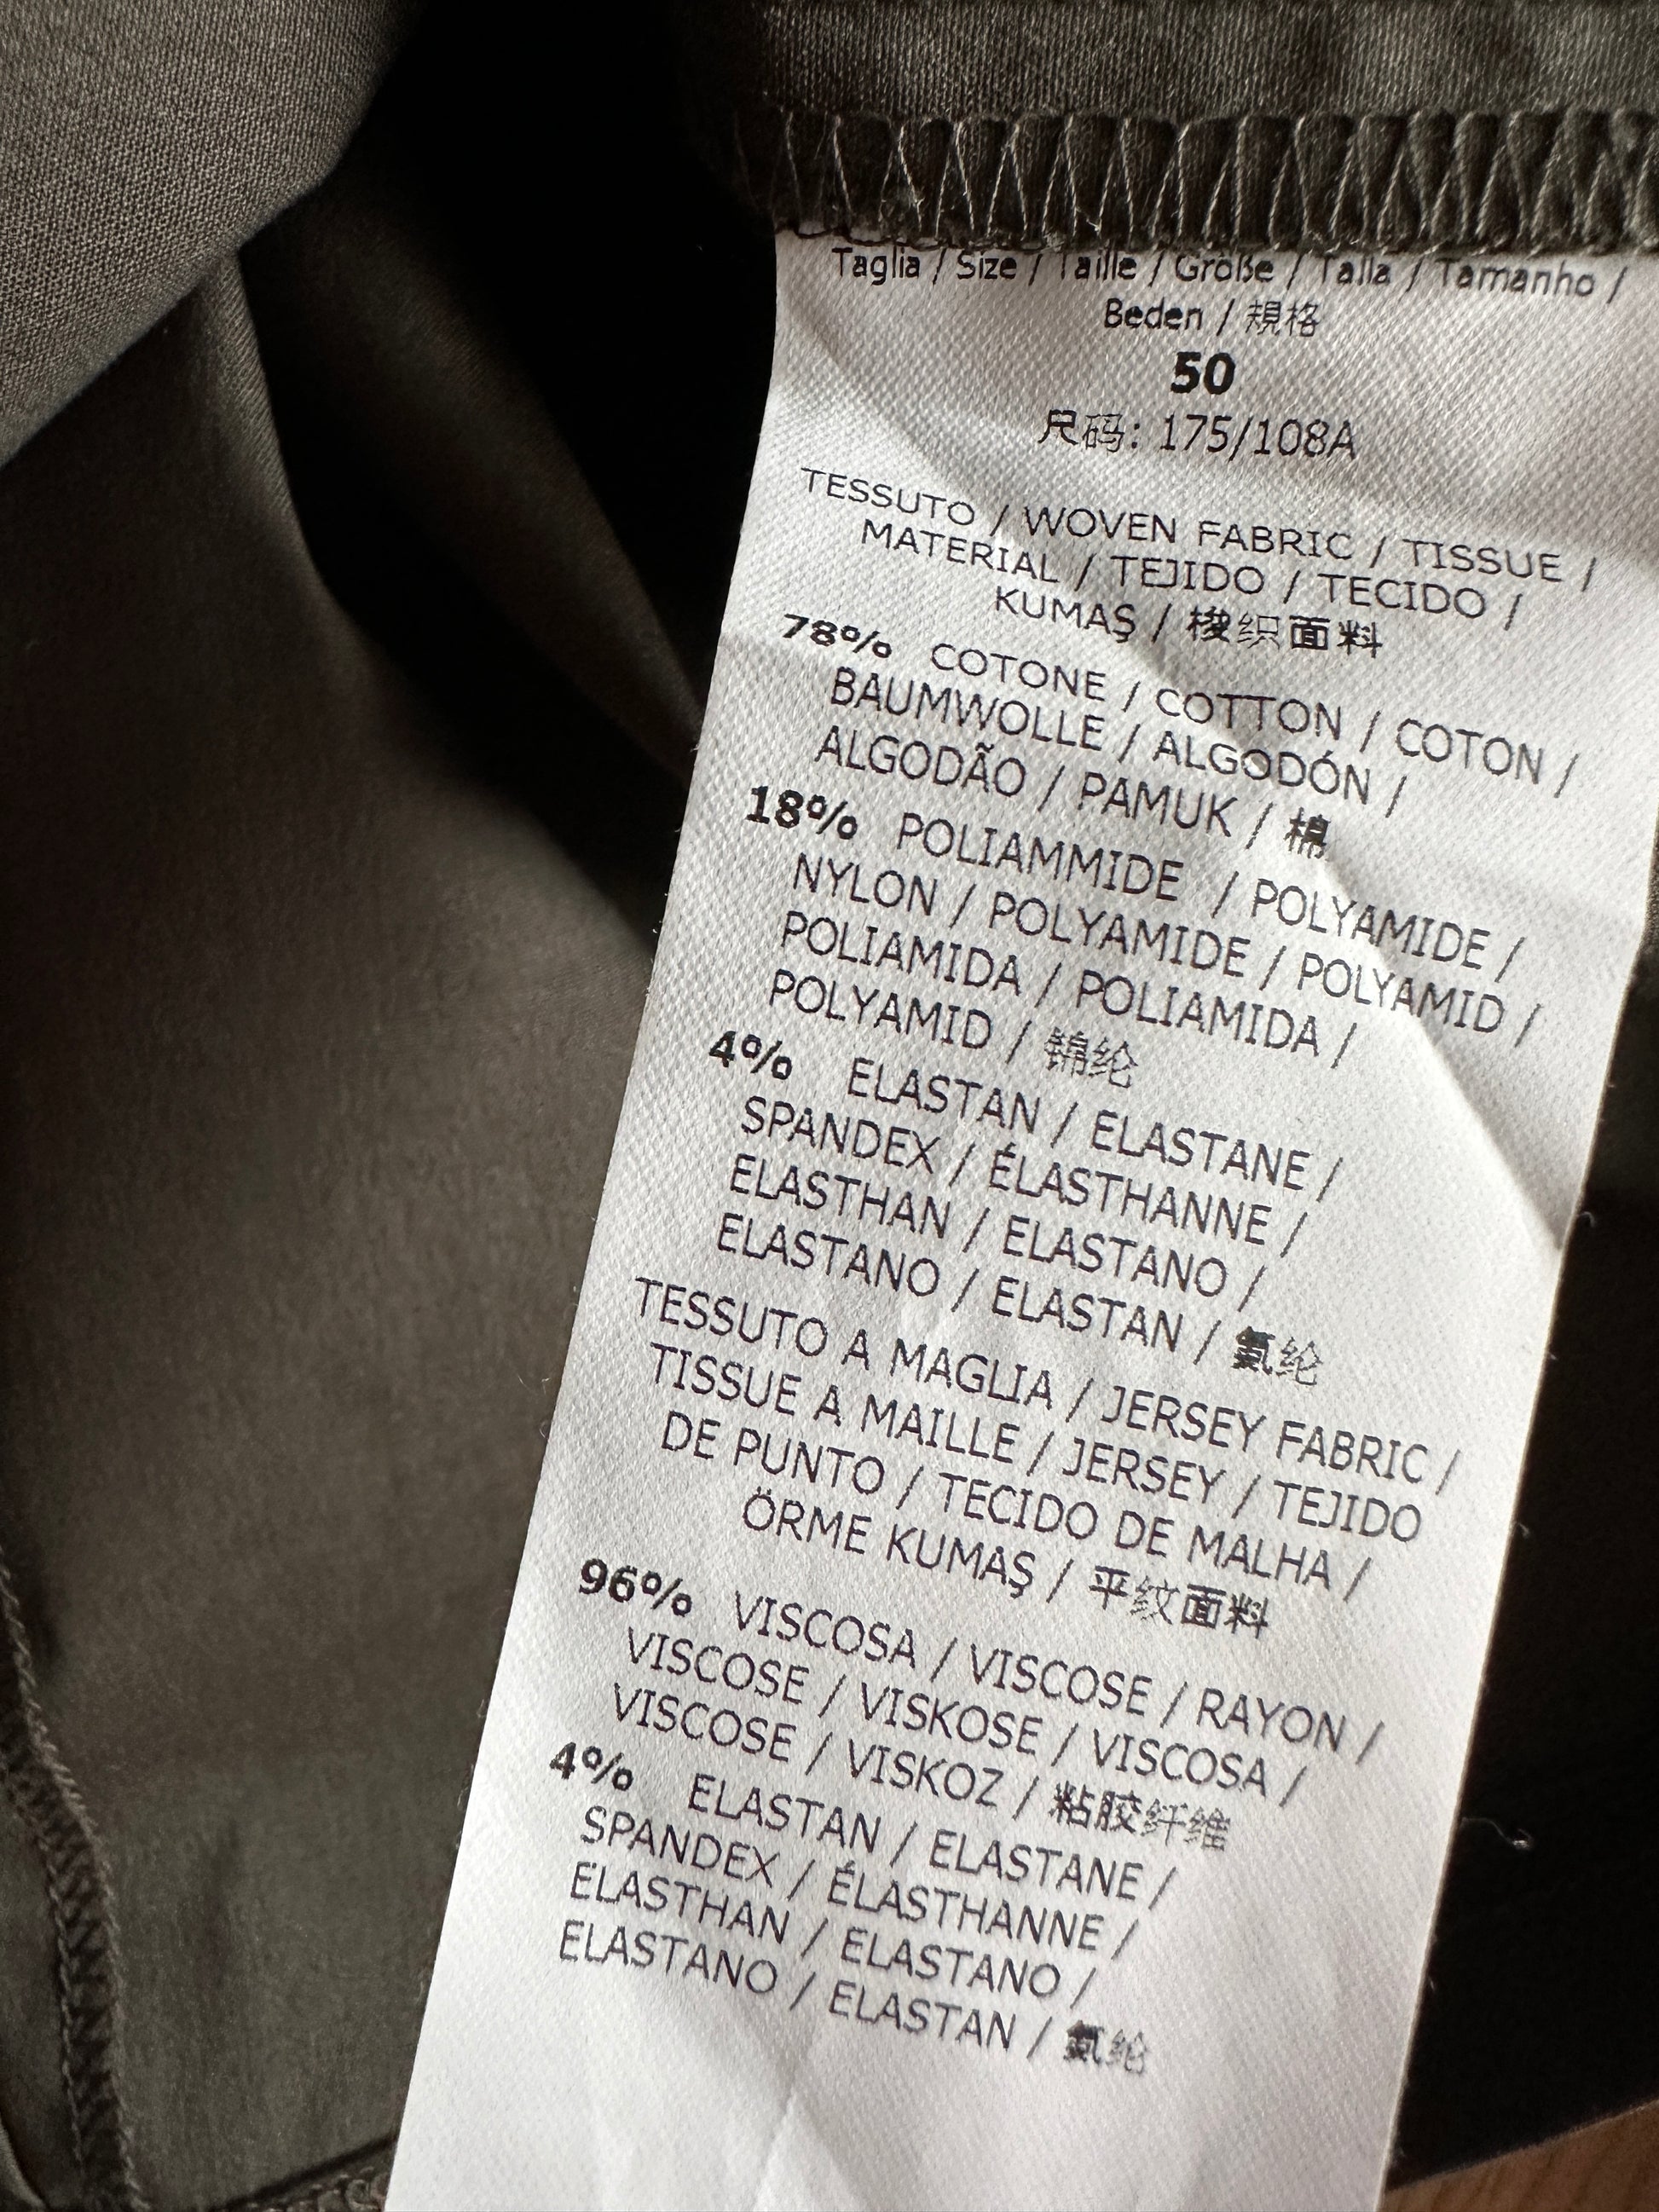 Taglia / Size / Taille / Größe / Talla / Tamanho /
Beden / 規格
50
尺码: 175/108A
TESSUTO / WOVEN FABRIC / TISSUE /
MATERIAL / TEJIDO / TECIDO /
KUMAŞ / 梭织面料
78% COTONE / COTTON / COTON /
BAUMWOLLE / ALGODÓN /
ALGODÃO / PAMUK / 棉
18% POLIAMMIDE / POLYAMIDE /
NYLON / POLYAMIDE / POLYAMID /
POLIAMIDA / POLIAMIDA /
POLYAMID / 锦纶
4% ELASTAN / ELASTANE /
SPANDEX / ÉLASTHANNE /
ELASTHAN / ELASTANO /
ELASTANO / ELASTAN / 氨纶
TESSUTO A MAGLIA / JERSEY FABRIC /
TISSUE A MAILLE / JERSEY / TEJIDO
DE PUNTO / TECIDO DE MALHA /
ÖRME KUMAŞ / 平纹面料
96% VISCOSA / VISCOSE / RAYON /
VISCOSE / VISKOSE / VISCOSA /
VISCOSE / VISKOZ / 粘胶纤维
4% ELASTAN / ELASTANE /
SPANDEX / ÉLASTHANNE /
ELASTHAN / ELASTANO /
ELASTANO / ELASTAN / 氨纶